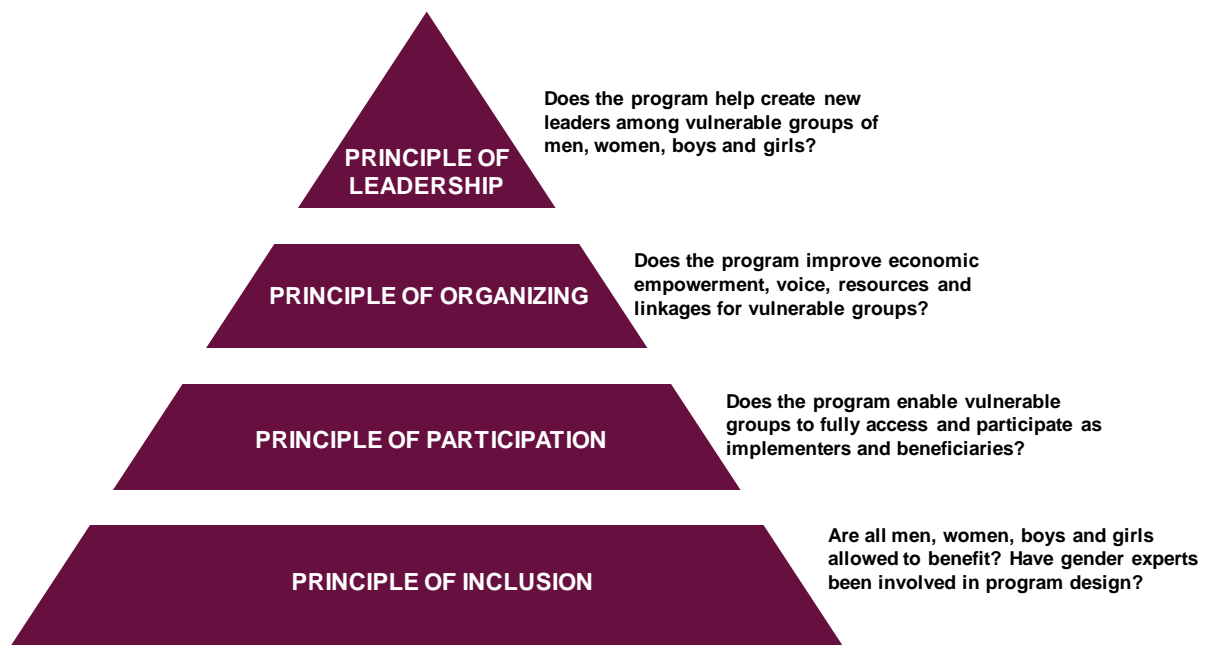 Does the program help create new
leaders among vulnerable groups of
men, women, boys and girls?
PRINCIPLE OF
LEADERSHIP
Does the program improve economic
empowerment, voice, resources and
linkages for vulnerable groups?
PRINCIPLE OF ORGANIZING
Does the program enable vulnerable
groups to fully access and participate as
implementers and beneficiaries?
PRINCIPLE OF PARTICIPATION
Are all men, women, boys and girls
allowed to benefit? Have gender experts
been involved in program design?
PRINCIPLE OF INCLUSION